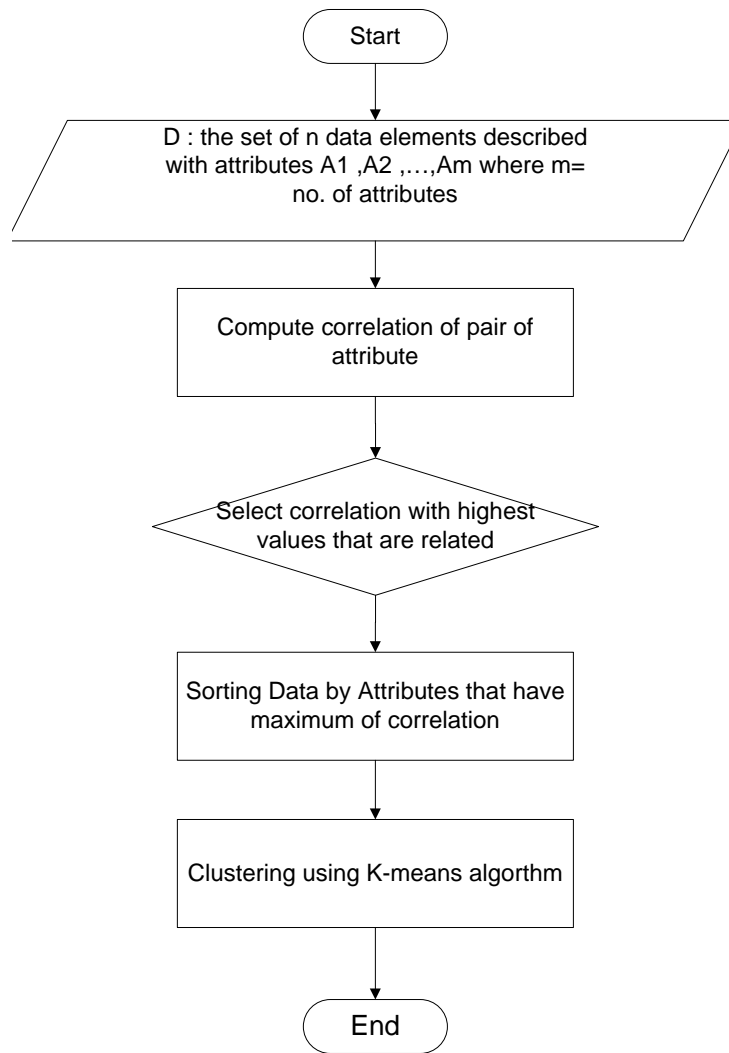 Start
D : the set of n data elements described
with attributes A1 ,A2 ,…,Am where m=
no. of attributes
Compute correlation of pair of
attribute
Select correlation with highest
values that are related
Sorting Data by Attributes that have
maximum of correlation
Clustering using K-means algorthm
End